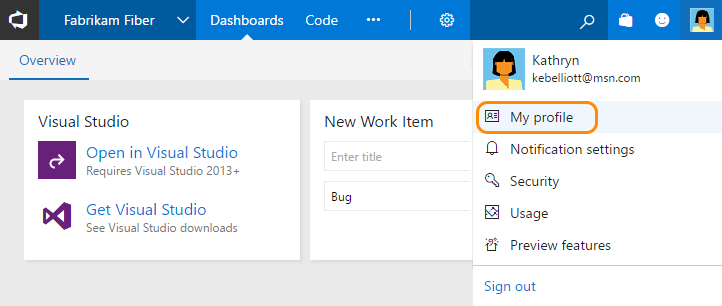 Fabrikam Fiber
Dashboards
Code
Overview
Kathryn
kebelliott@msn.com
My profile
Notification settings
Security
Usage
Preview features
Sign out
Visual Studio
Open in Visual Studio
Requires Visual Studio 2013+
Get Visual Studio
See Visual Studio downloads
New Work Item
Enter title
Bug